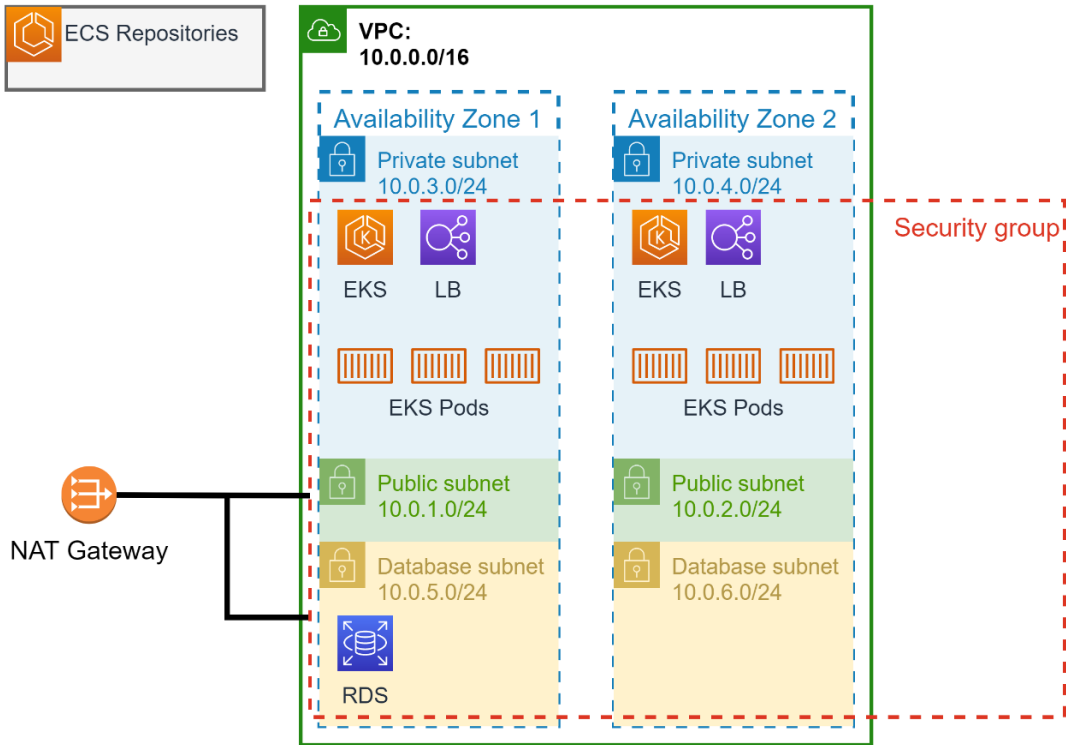 ECS Repositories
VPC:
10.0.0.0/16
Availability Zone 1
Private subnet
10.0.3.0/24
EKS
LB
EKS Pods
Public subnet
10.0.1.0/24
Database subnet
10.0.5.0/24
RDS
Availability Zone 2
Private subnet
10.0.4.0/24
EKS
LB
EKS Pods
Public subnet
10.0.2.0/24
Database subnet
10.0.6.0/24
Security group
NAT Gateway